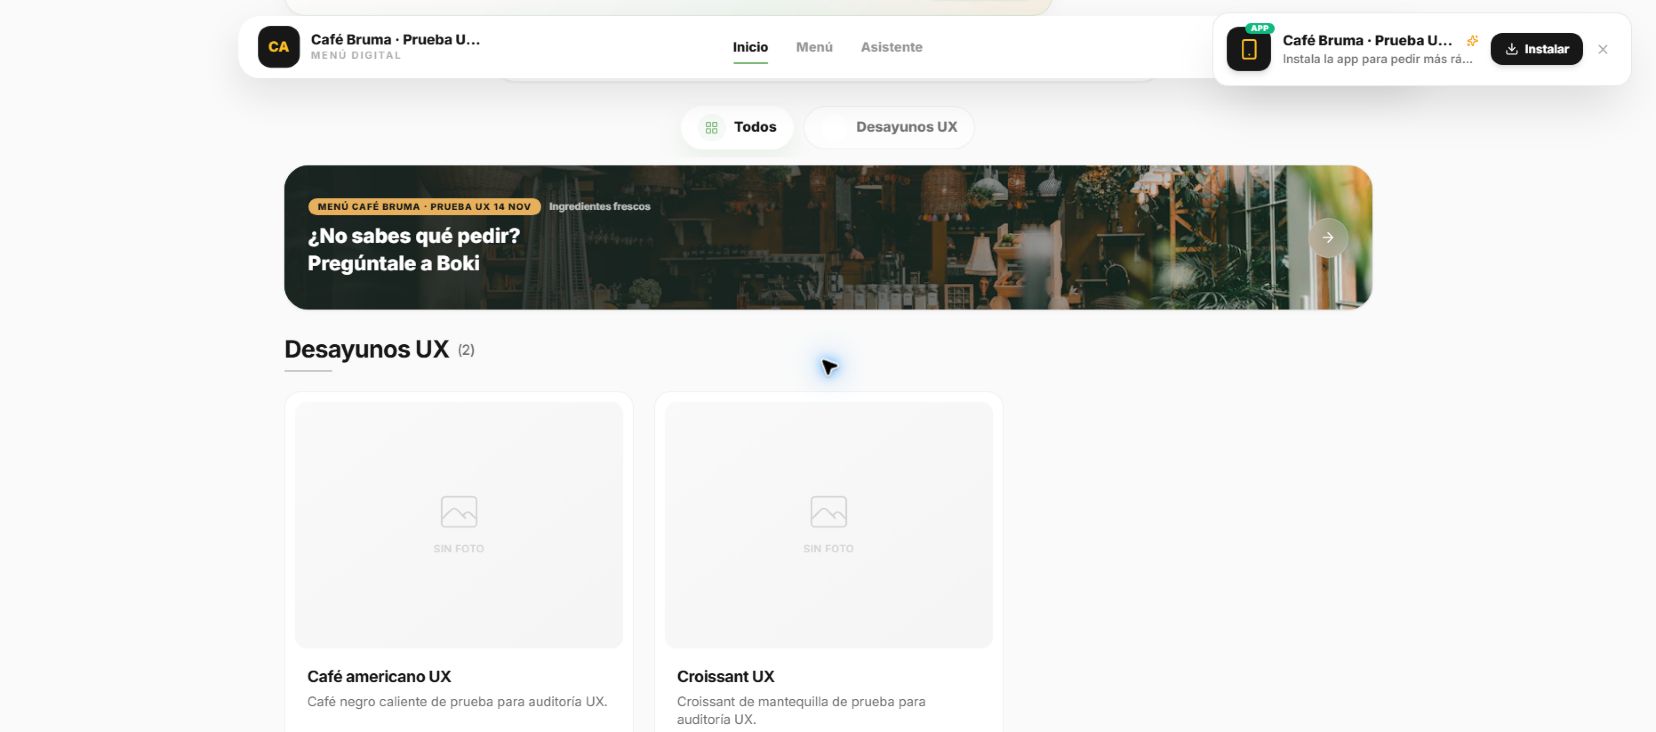 CA
Café Bruma · Prueba U...
MENÚ DIGITAL
Inicio
Menú
Asistente
APP
Café Bruma · Prueba U...
Instala la app para pedir más rá...
Instalar
Todos
Desayunos UX
MENÚ CAFÉ BRUMA · PRUEBA UX 14 NOV
Ingredientes frescos
¿No sabes qué pedir?
Pregúntale a Boki
Desayunos UX (2)
SIN FOTO
SIN FOTO
Café americano UX
Café negro caliente de prueba para auditoría UX.
Croissant UX
Croissant de mantequilla de prueba para
auditoría UX.